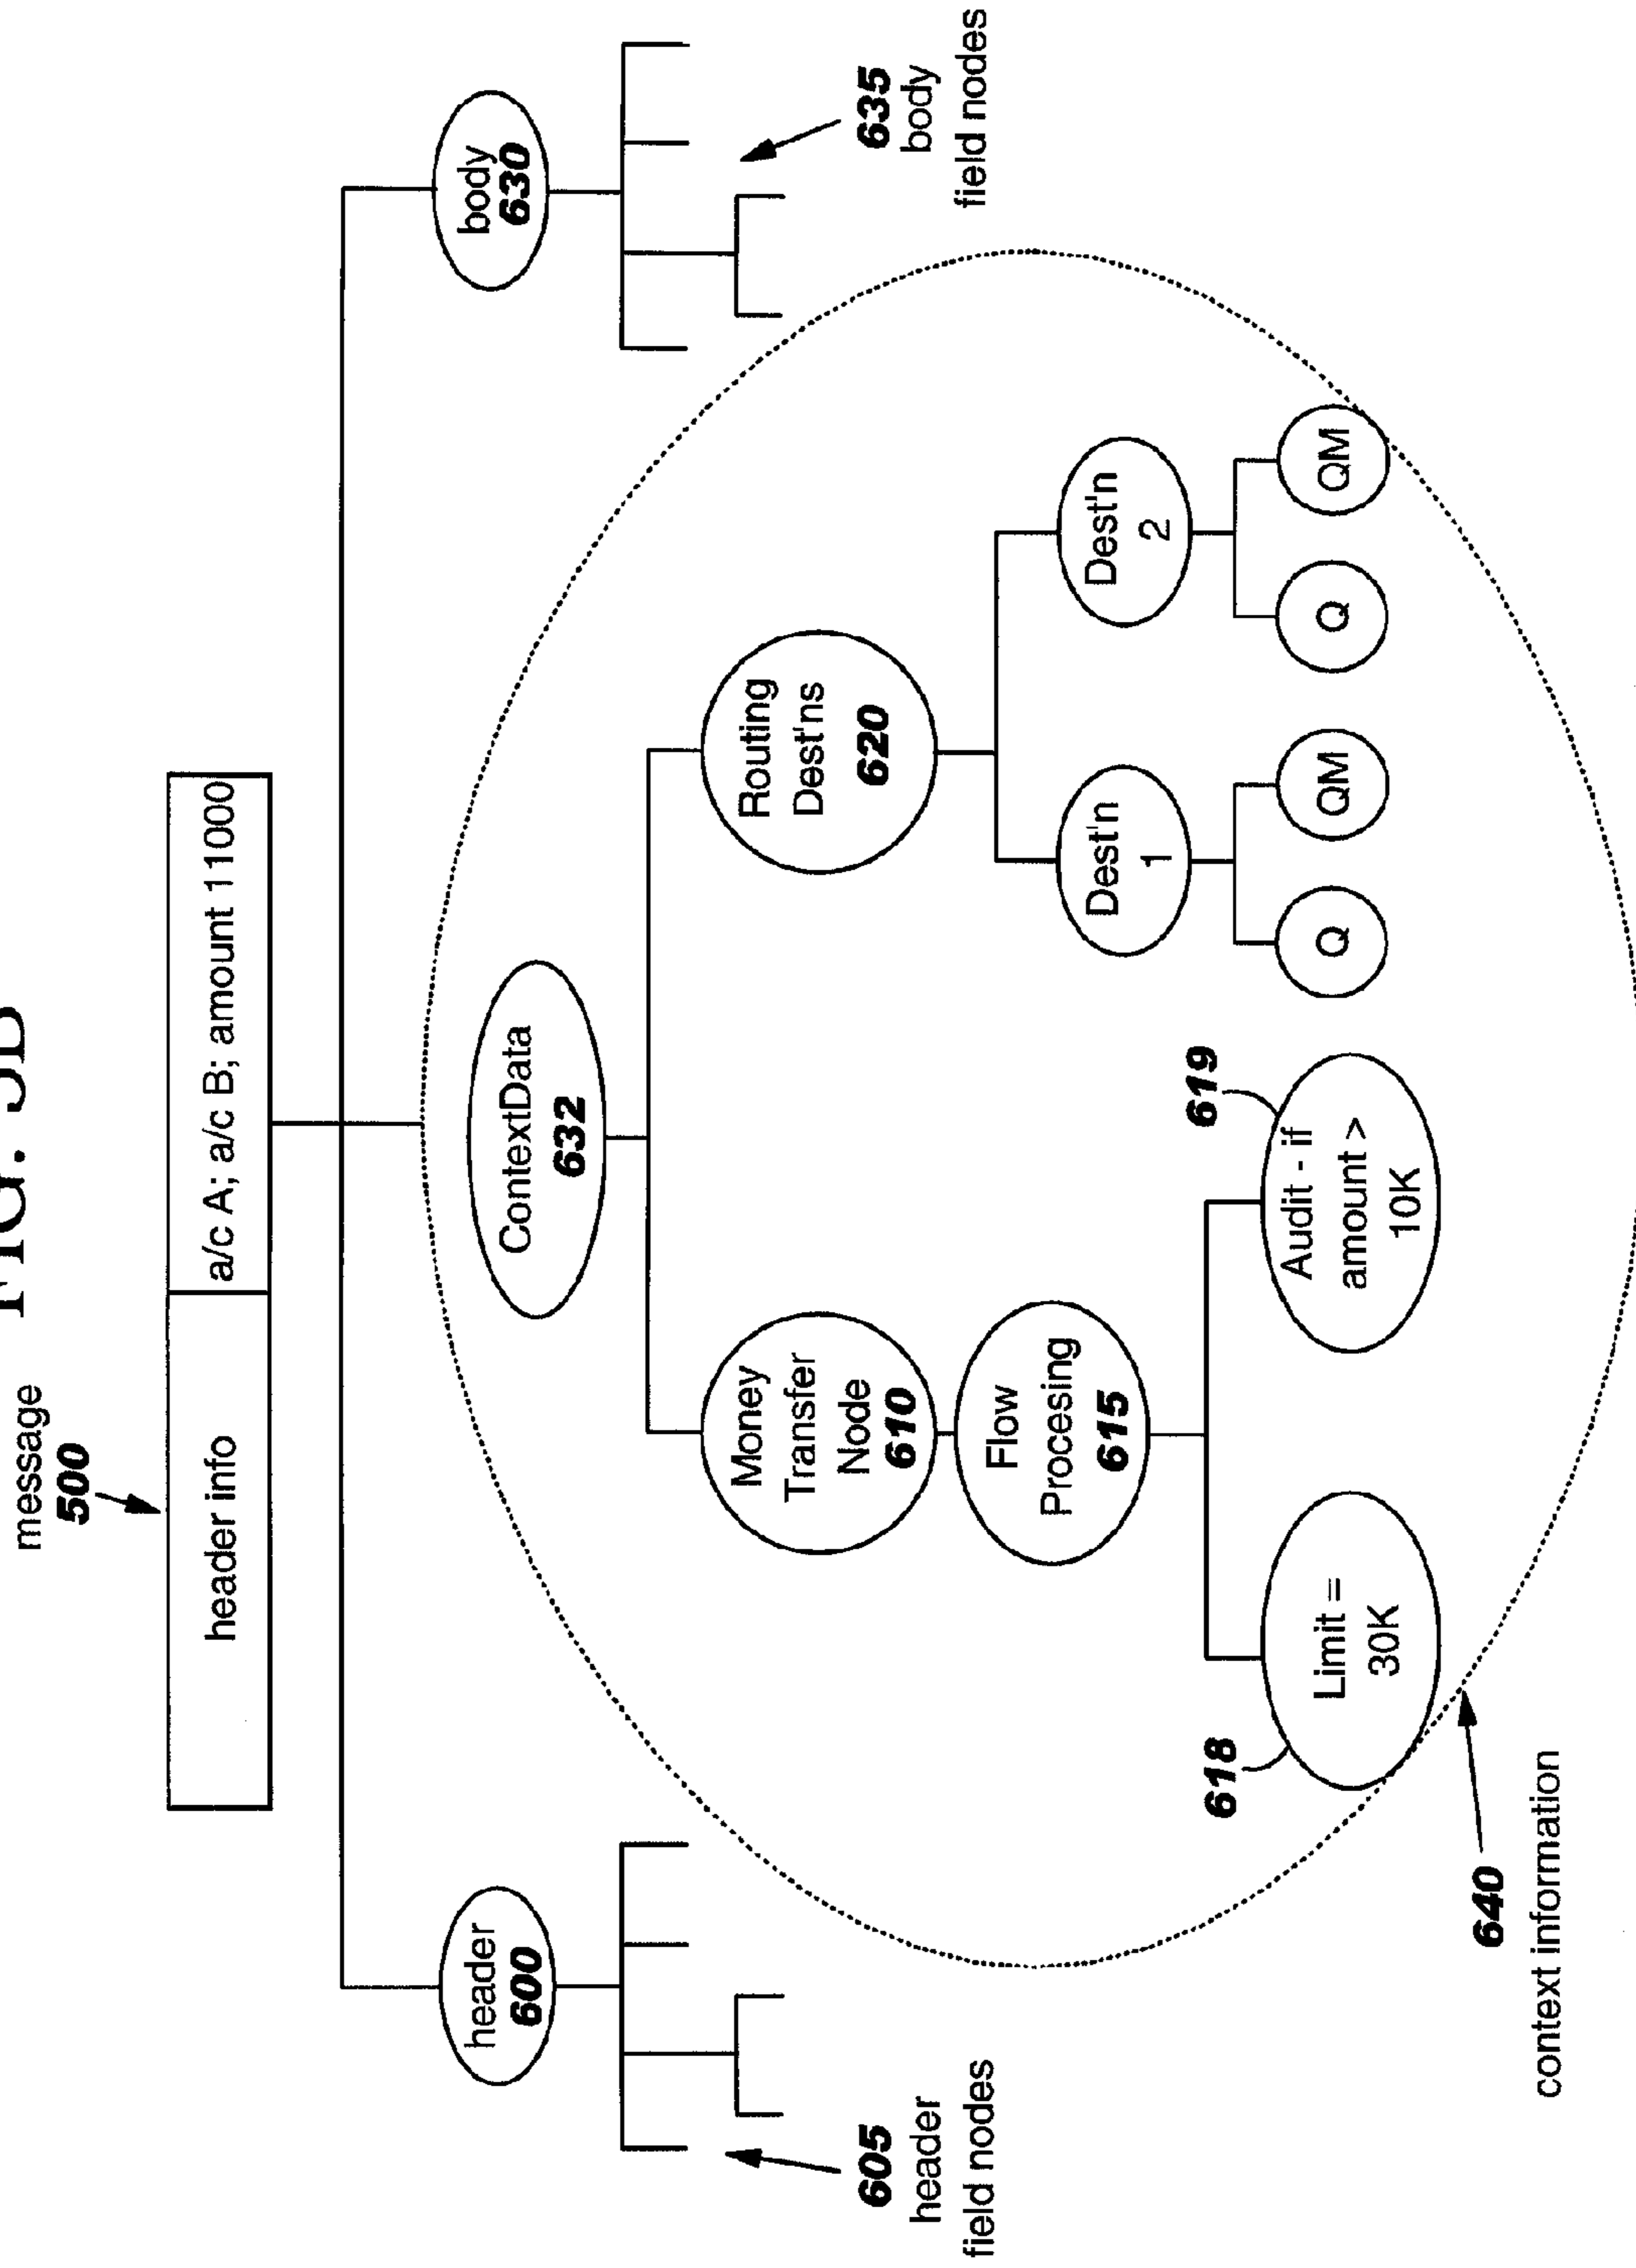 FIG. 5B
message
500
header info
a/c A; a/c B; amount 11000
header
600
605
header
field nodes
ContextData
632
body
630
635
body
field nodes
Money
Transfer
Node
610
Flow
Procesing
615
618
Limit =
30K
619
Audit - if
amount >
10K
Routing
Dest'ns
620
Dest'n
1
Q
QM
Dest'n
2
Q
QM
640
context information